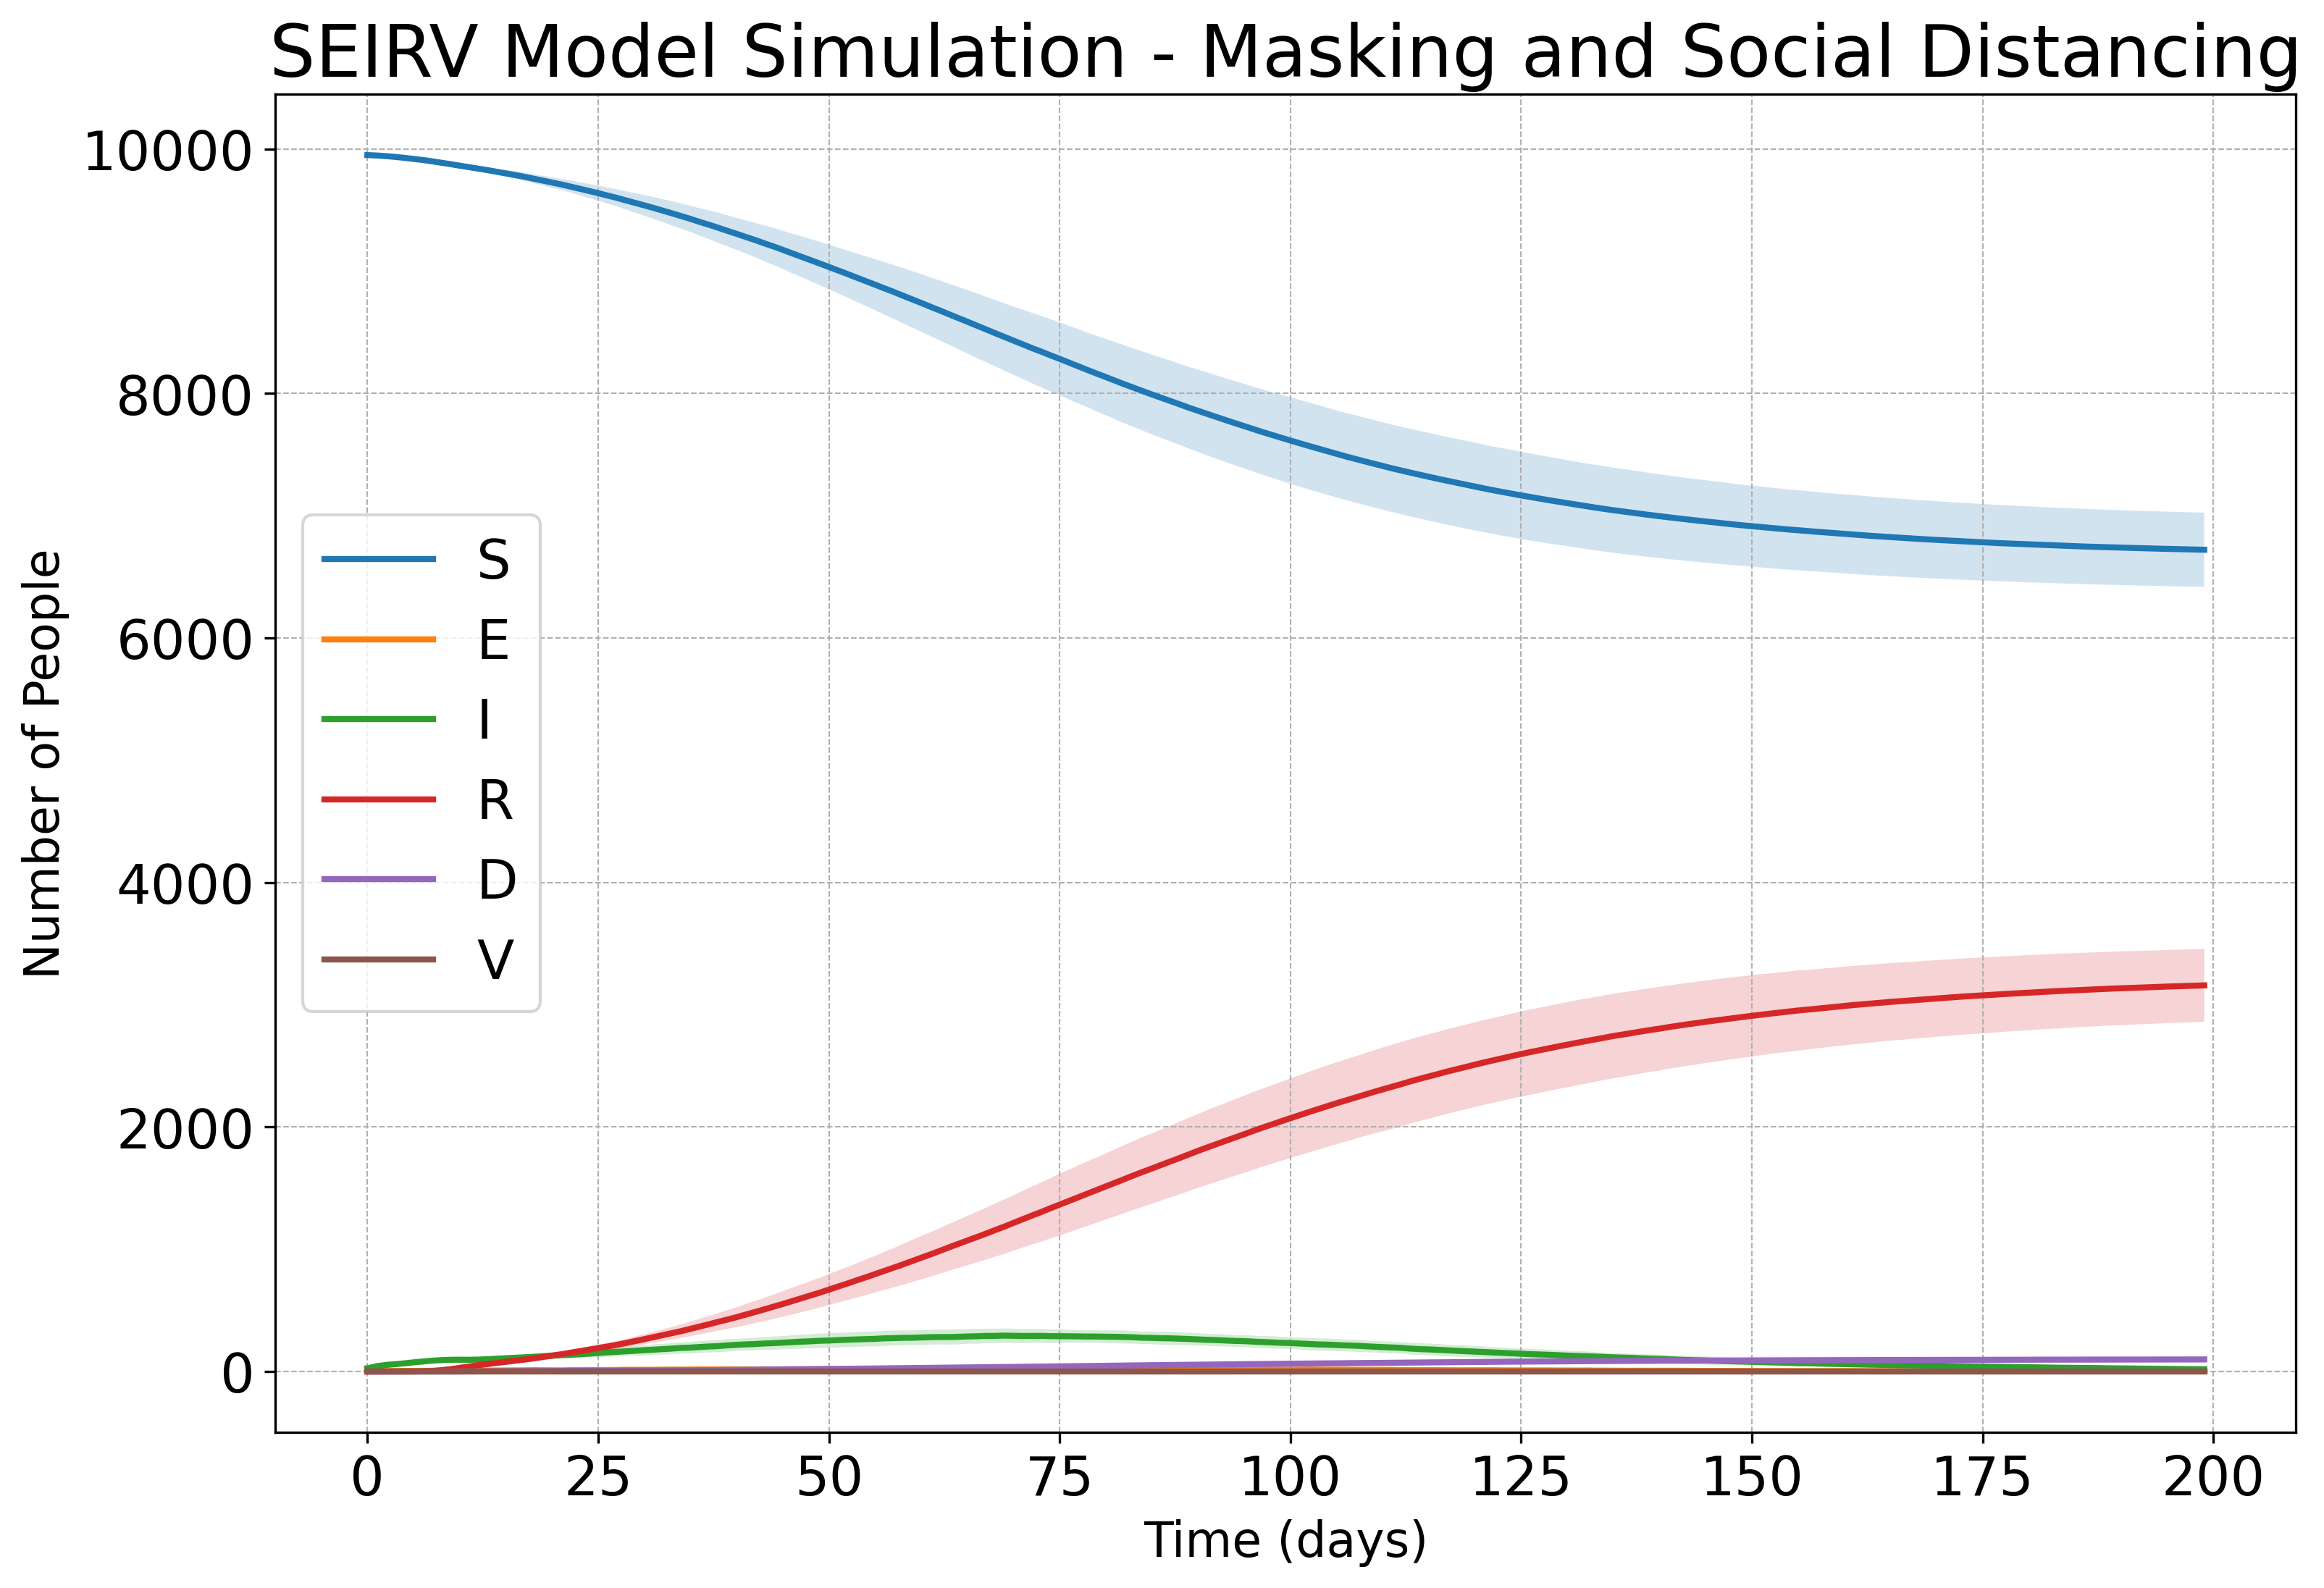 SEIRV Model Simulation - Masking and Social Distancing
Number of People
10000
8000
6000
4000
2000
0
S
E
I
R
D
V
0 25 50 75 100 125 150 175 200
Time (days)